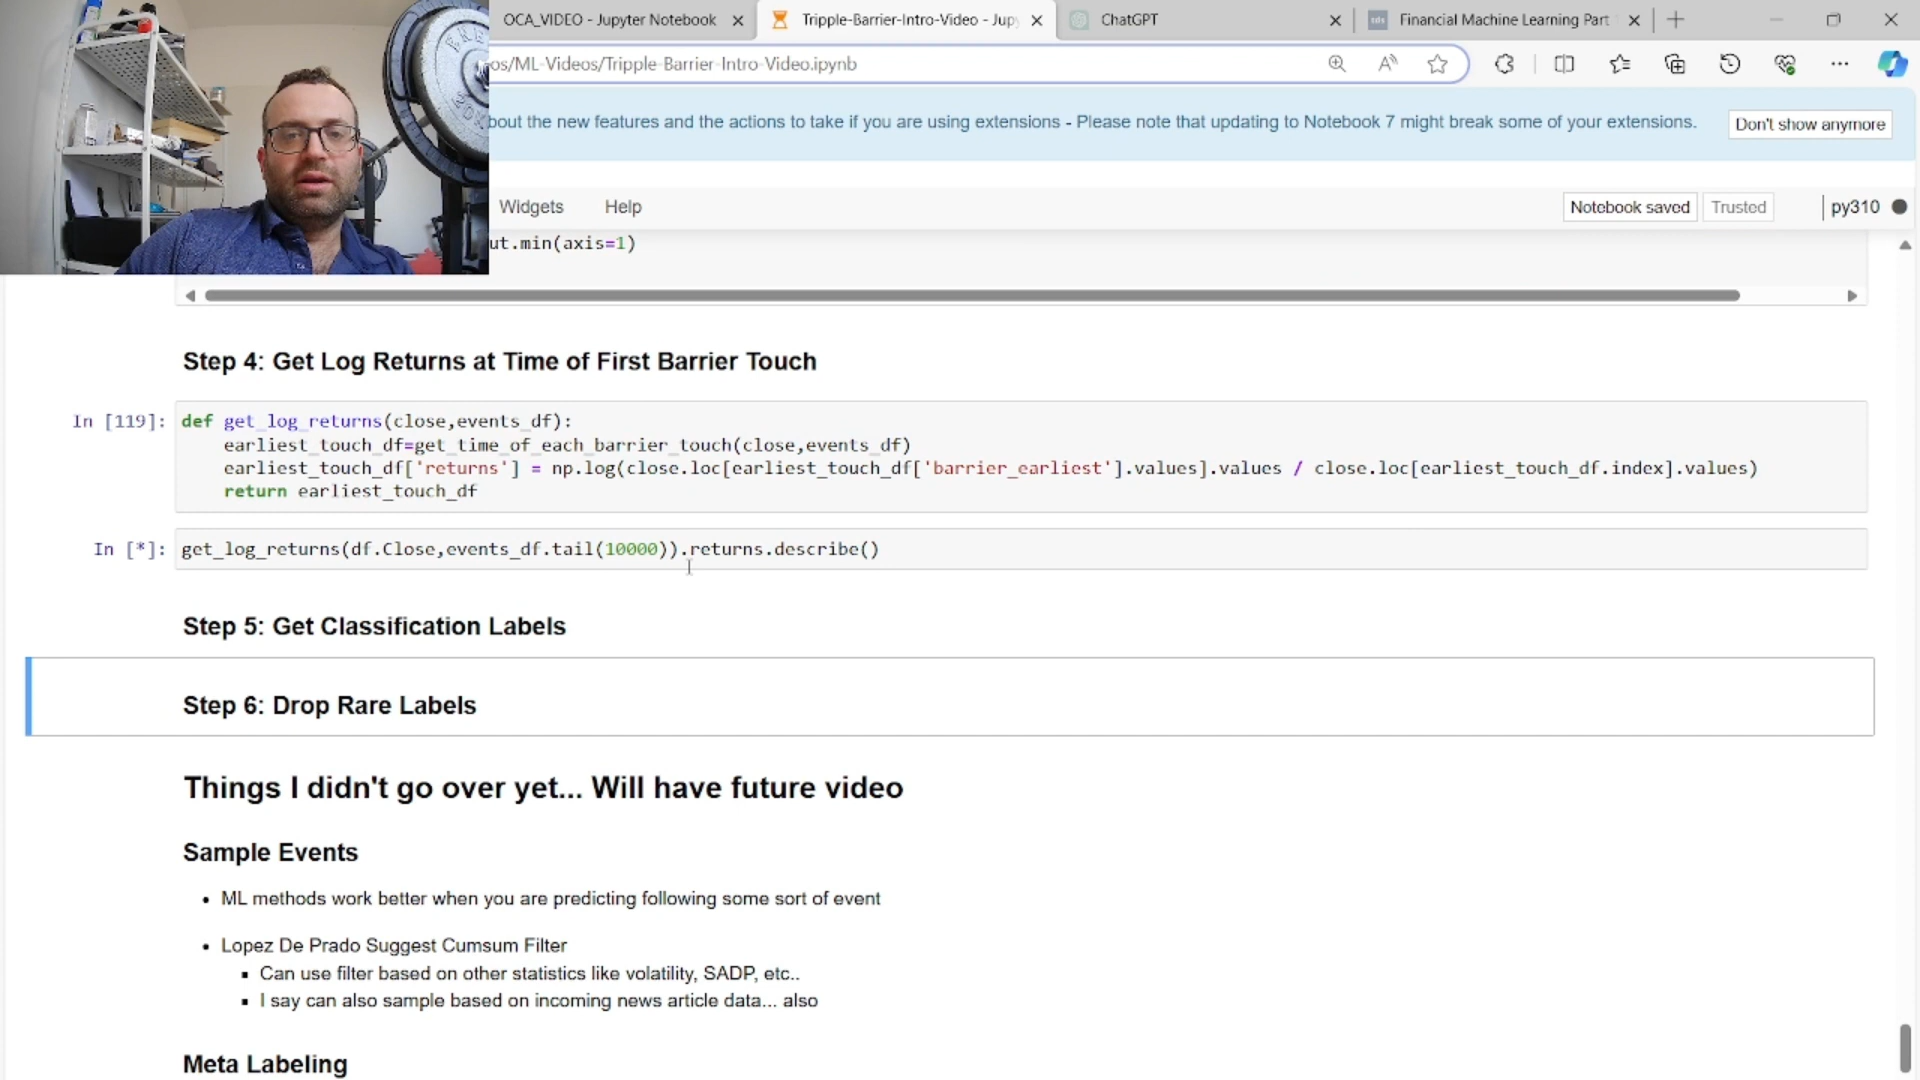 OCA_VIDEO - Jupyter Notebook
Tripple-Barrier-Intro-Video - Jup
ChatGPT
Financial Machine Learning Part
os/ML-Videos/Tripple-Barrier-Intro-Video.ipynb
bout the new features and the actions to take if you are using extensions - Please note that updating to Notebook 7 might break some of your extensions.
Don't show anymore
Widgets
Help
Notebook saved
Trusted
py310
ut.min(axis=1)
Step 4: Get Log Returns at Time of First Barrier Touch
In [119]:
def get_log_returns(close,events_df):
earliest_touch_df=get_time_of_each_barrier_touch(close,events_df)
earliest_touch_df['returns'] = np.log(close.loc[earliest_touch_df['barrier_earliest'].values].values / close.loc[earliest_touch_df.index].values)
return earliest_touch_df
In [*]:
get_log_returns(df.Close,events_df.tail(10000)).returns.describe()
Step 5: Get Classification Labels
Step 6: Drop Rare Labels
Things I didn't go over yet... Will have future video
Sample Events
• ML methods work better when you are predicting following some sort of event
• Lopez De Prado Suggest Cumsum Filter
▪ Can use filter based on other statistics like volatility, SADP, etc..
▪ I say can also sample based on incoming news article data... also
Meta Labeling